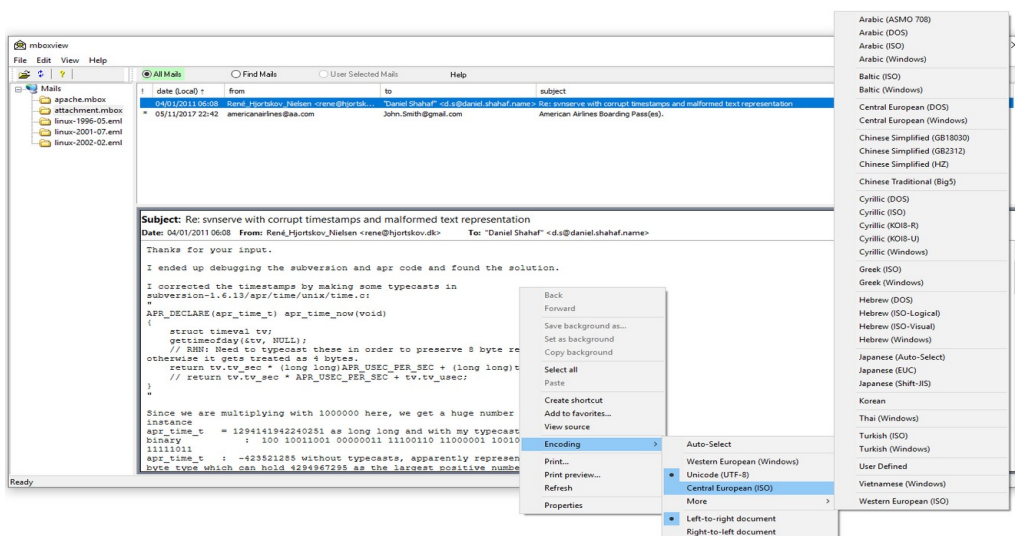 mboxview
File Edit View Help
All Mails Find Mails User Selected Mails Help
Mails
apache.mbox
attachment.mbox
linux-1996-05.eml
linux-2001-07.eml
linux-2002-02.eml
! date (Local) ↑ from to subject
04/01/2011 06:08 René_Hjortskov_Nielsen <rene@hjortsk... "Daniel Shahaf" <d.s@daniel.shahaf.name> Re: svnserve with corrupt timestamps and malformed text representation
* 05/11/2017 22:42 americanairlines@aa.com John.Smith@gmail.com American Airlines Boarding Pass(es).
Subject: Re: svnserve with corrupt timestamps and malformed text representation
Date: 04/01/2011 06:08 From: René_Hjortskov_Nielsen <rene@hjortskov.dk> To: "Daniel Shahaf" <d.s@daniel.shahaf.name>
Thanks for your input.
I ended up debugging the subversion and apr code and found the solution.
I corrected the timestamps by making some typecasts in
subversion-1.6.13/apr/time/unix/time.c:
"
APR_DECLARE(apr_time_t) apr_time_now(void)
{
struct timeval tv;
gettimeofday(&tv, NULL);
// RHN: Need to typecast these in order to preserve 8 byte re
otherwise it gets treated as 4 bytes.
return tv.tv_sec * (long long)APR_USEC_PER_SEC + (long long)t
// return tv.tv_sec * APR_USEC_PER_SEC + tv.tv_usec;
}
"
Since we are multiplying with 1000000 here, we get a huge number
instance
apr_time_t = 1294141942240251 as long long and with my typecast
binary : 100 10011001 00000011 11100110 11000001 10010
11111011
apr_time_t : -423521285 without typecasts, apparently represen
byte type which can hold 4294967295 as the largest positive numbe
Ready
Back
Forward
Save background as...
Set as background
Copy background
Select all
Paste
Create shortcut
Add to favorites...
View source
Encoding
Print...
Print preview...
Refresh
Properties
Auto-Select
Western European (Windows)
Unicode (UTF-8)
Central European (ISO)
More
Left-to-right document
Right-to-left document
Arabic (ASMO 708)
Arabic (DOS)
Arabic (ISO)
Arabic (Windows)
Baltic (ISO)
Baltic (Windows)
Central European (DOS)
Central European (Windows)
Chinese Simplified (GB18030)
Chinese Simplified (GB2312)
Chinese Simplified (HZ)
Chinese Traditional (Big5)
Cyrillic (DOS)
Cyrillic (ISO)
Cyrillic (KOI8-R)
Cyrillic (KOI8-U)
Cyrillic (Windows)
Greek (ISO)
Greek (Windows)
Hebrew (DOS)
Hebrew (ISO-Logical)
Hebrew (ISO-Visual)
Hebrew (Windows)
Japanese (Auto-Select)
Japanese (EUC)
Japanese (Shift-JIS)
Korean
Thai (Windows)
Turkish (ISO)
Turkish (Windows)
User Defined
Vietnamese (Windows)
Western European (ISO)